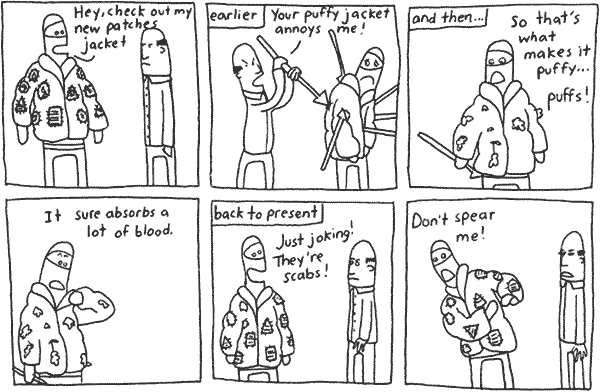 Hey, check out my
new patches
jacket
earlier
Your puffy jacket
annoys me!
and then...
So that's
what
makes it
puffy...
puffs!
It sure absorbs a
lot of blood.
back to present
Just joking!
They're
scabs!
Don't spear
me!